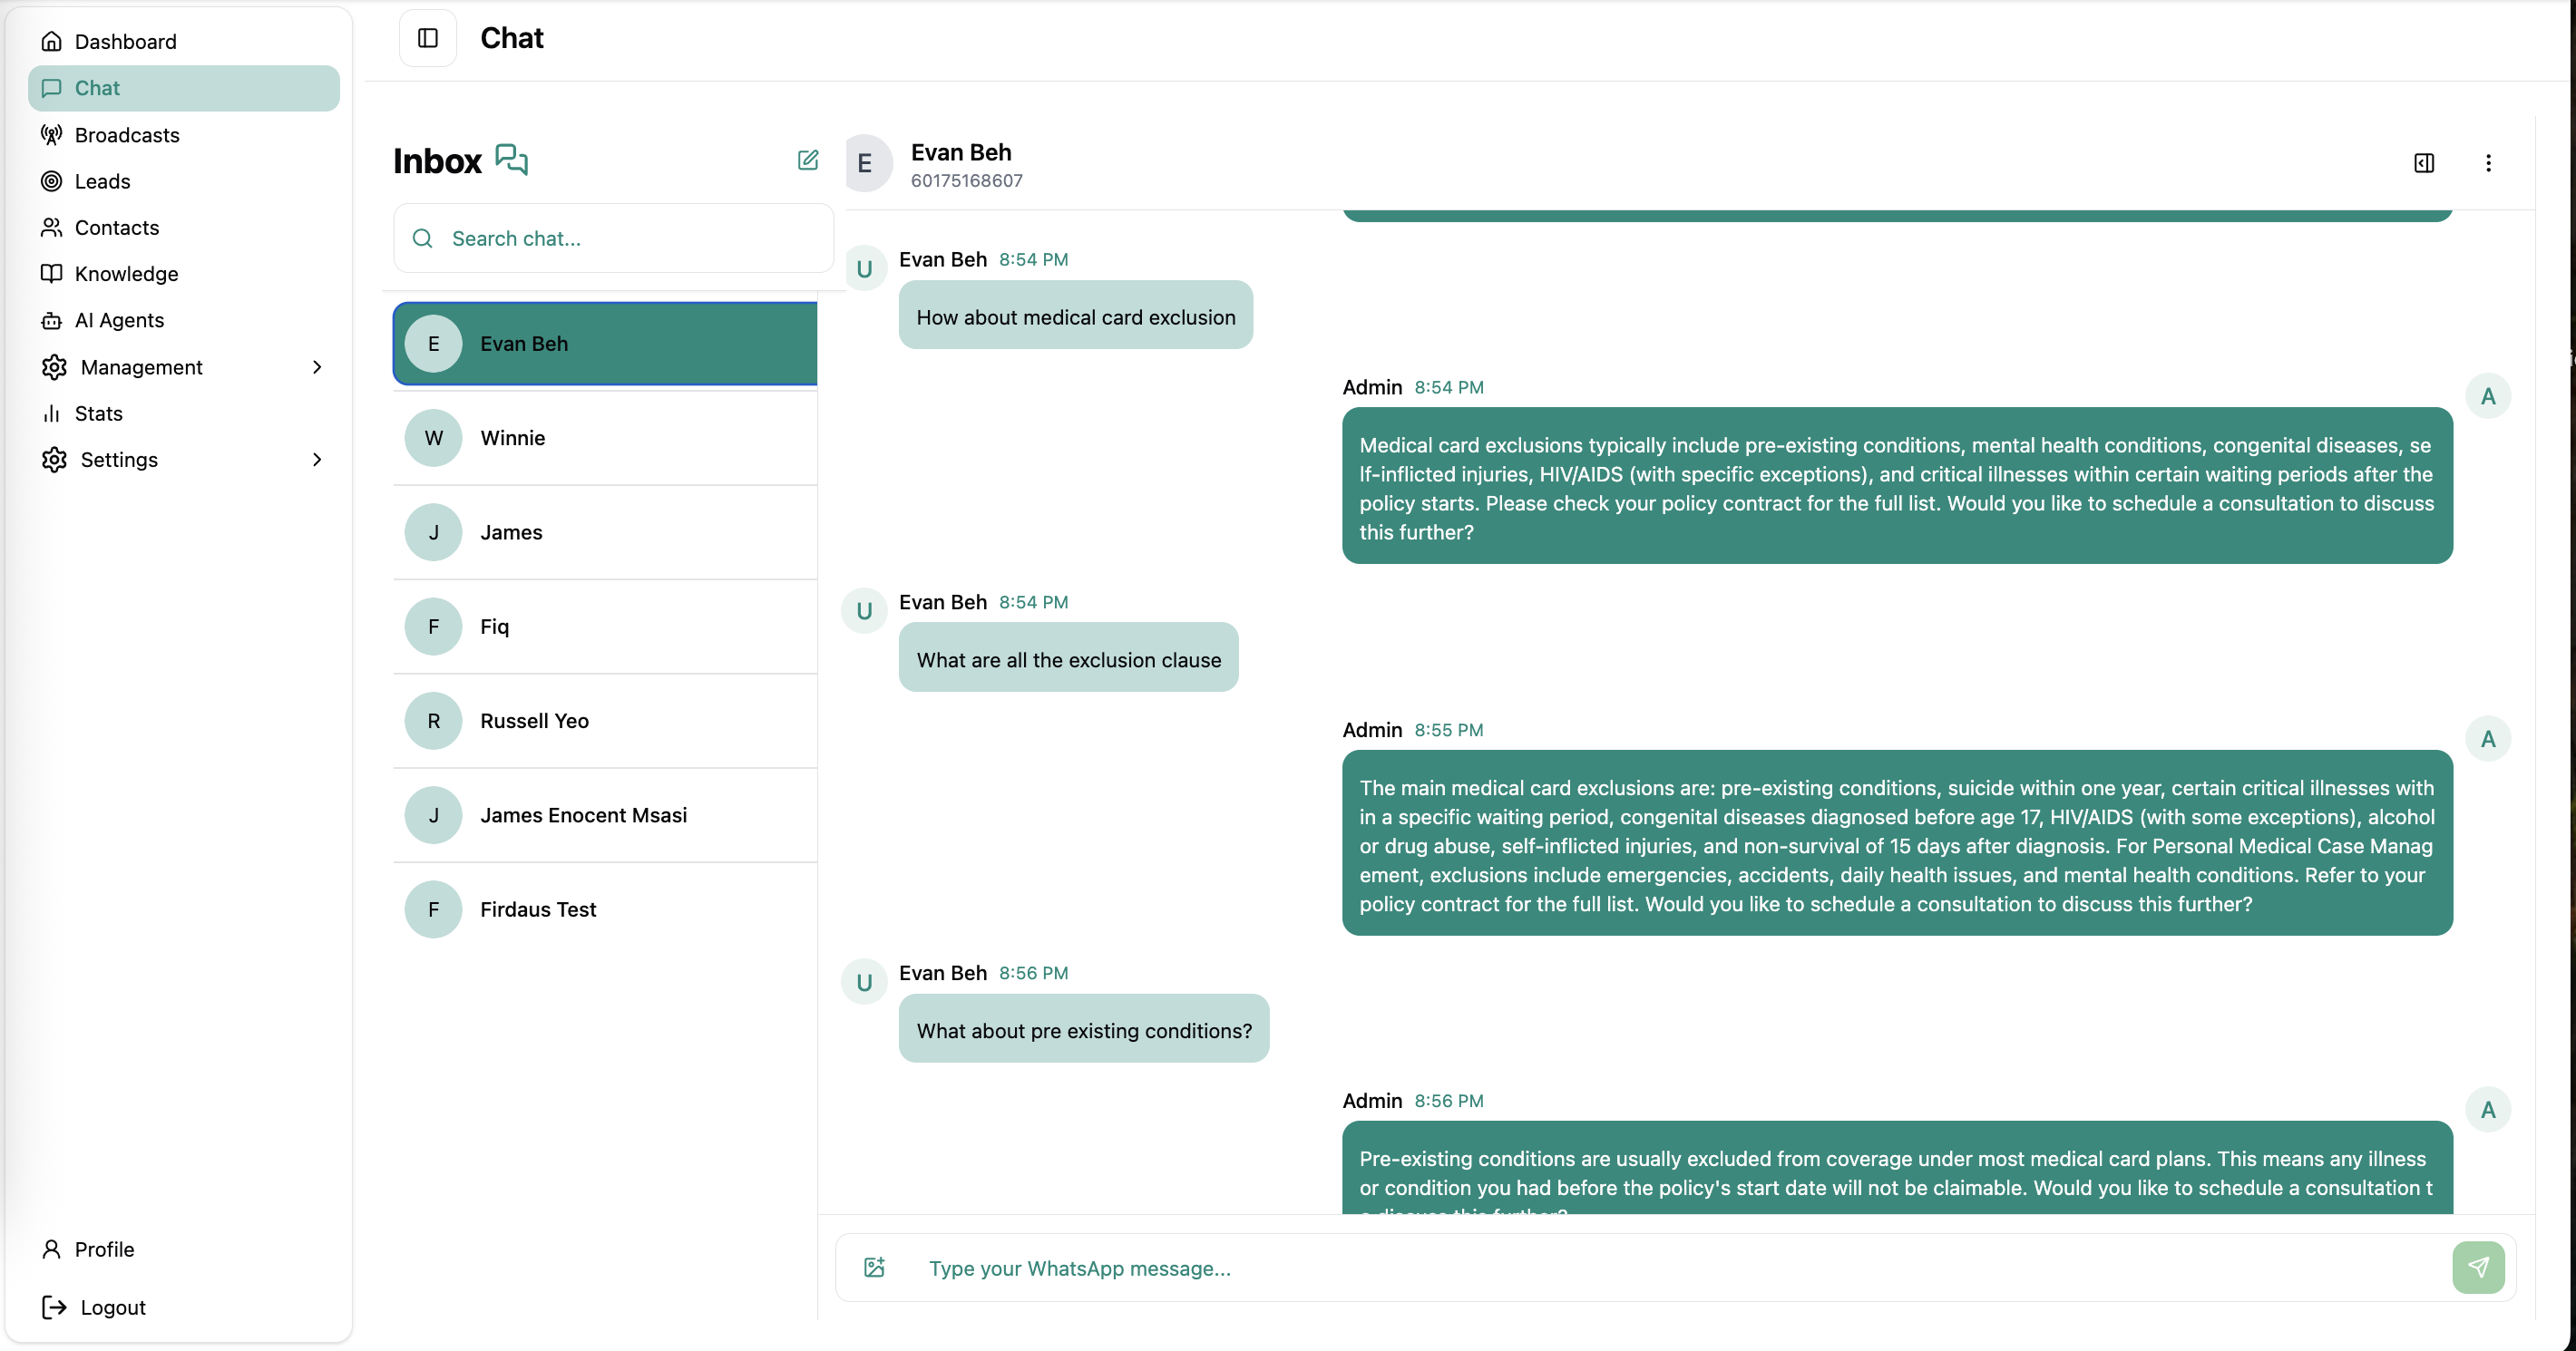 Dashboard
Chat
Broadcasts
Leads
Contacts
Knowledge
AI Agents
Management
Stats
Settings
Profile
Logout
Chat
Inbox
Search chat...
E
Evan Beh
W
Winnie
J
James
F
Fiq
R
Russell Yeo
J
James Enocent Msasi
F
Firdaus Test
E
Evan Beh
60175168607
U
Evan Beh 8:54 PM
How about medical card exclusion
Admin 8:54 PM
A
Medical card exclusions typically include pre-existing conditions, mental health conditions, congenital diseases, se
lf-inflicted injuries, HIV/AIDS (with specific exceptions), and critical illnesses within certain waiting periods after the
policy starts. Please check your policy contract for the full list. Would you like to schedule a consultation to discuss
this further?
U
Evan Beh 8:54 PM
What are all the exclusion clause
Admin 8:55 PM
A
The main medical card exclusions are: pre-existing conditions, suicide within one year, certain critical illnesses with
in a specific waiting period, congenital diseases diagnosed before age 17, HIV/AIDS (with some exceptions), alcohol
or drug abuse, self-inflicted injuries, and non-survival of 15 days after diagnosis. For Personal Medical Case Manag
ement, exclusions include emergencies, accidents, daily health issues, and mental health conditions. Refer to your
policy contract for the full list. Would you like to schedule a consultation to discuss this further?
U
Evan Beh 8:56 PM
What about pre existing conditions?
Admin 8:56 PM
A
Pre-existing conditions are usually excluded from coverage under most medical card plans. This means any illness
or condition you had before the policy's start date will not be claimable. Would you like to schedule a consultation t
o discuss this further?
Type your WhatsApp message...